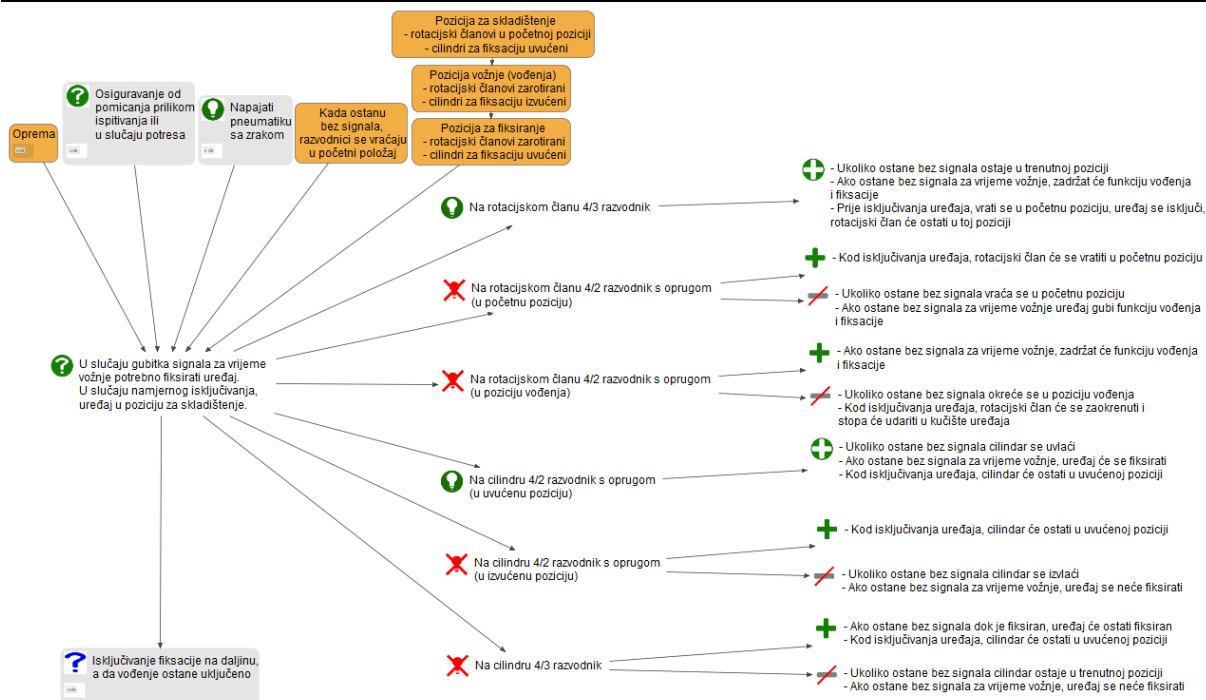 Pozicija za skladištenje
- rotacijski članovi u početnoj poziciji
- cilindri za fiksaciju uvućeni
Pozicija vožnje (vođenja)
- rotacijski članovi zarotirani
- cilindri za fiksaciju izvućeni
Pozicija za fiksiranje
- rotacijski članovi zarotirani
- cilindri za fiksaciju uvućeni
Oprema
Osiguravanje od
pomicanja prilikom
ispitivanja ili
u slučaju potresa
Napajati
pneumatiku
sa zrakom
Kada ostanu
bez signala,
razvodnici se vraćaju
u početni položaj
U slučaju gubitka signala za vrijeme
vožnje potrebno fiksirati uređaj.
U slučaju namjernog isključivanja,
uređaj u poziciju za skladištenje.
Na rotacijskom članu 4/3 razvodnik
- Ukoliko ostane bez signala ostaje u trenutnoj poziciji
- Ako ostane bez signala za vrijeme vožnje, zadržat će funkciju vođenja
i fiksacije
- Prije isključivanja uređaja, vrati se u početnu poziciju, uređaj se isključi,
rotacijski član će ostati u toj poziciji
Na rotacijskom članu 4/2 razvodnik s oprugom
(u početnu poziciju)
- Kod isključivanja uređaja, rotacijski član će se vratiti u početnu poziciju
- Ukoliko ostane bez signala vraća se u početnu poziciju
- Ako ostane bez signala za vrijeme vožnje uređaj gubi funkciju vođenja
i fiksacije
Na rotacijskom članu 4/2 razvodnik s oprugom
(u poziciju vođenja)
- Ako ostane bez signala za vrijeme vožnje, zadržat će funkciju vođenja
i fiksacije
- Ukoliko ostane bez signala okreće se u poziciju vođenja
- Kod isključivanja uređaja, rotacijski član će se zaokrenuti i
stopa će udariti u kučište uređaja
Na cilindru 4/2 razvodnik s oprugom
(u uvućenu poziciju)
- Ukoliko ostane bez signala cilindar se uvlaći
- Ako ostane bez signala za vrijeme vožnje, uređaj će se fiksirati
- Kod isključivanja uređaja, cilindar će ostati u uvućenoj poziciji
Na cilindru 4/2 razvodnik s oprugom
(u izvućenu poziciju)
- Kod isključivanja uređaja, cilindar će ostati u uvućenoj poziciji
- Ukoliko ostane bez signala cilindar se izvlaći
- Ako ostane bez signala za vrijeme vožnje, uređaj se neće fiksirati
Na cilindru 4/3 razvodnik
- Ako ostane bez signala dok je fiksiran, uređaj će ostati fiksiran
- Kod isključivanja uređaja, cilindar će ostati u uvućenoj poziciji
- Ukoliko ostane bez signala cilindar ostaje u trenutnoj poziciji
- Ako ostane bez signala za vrijeme vožnje, uređaj se neće fiksirati
Isključivanje fiksacije na daljinu,
a da vođenje ostane uključeno